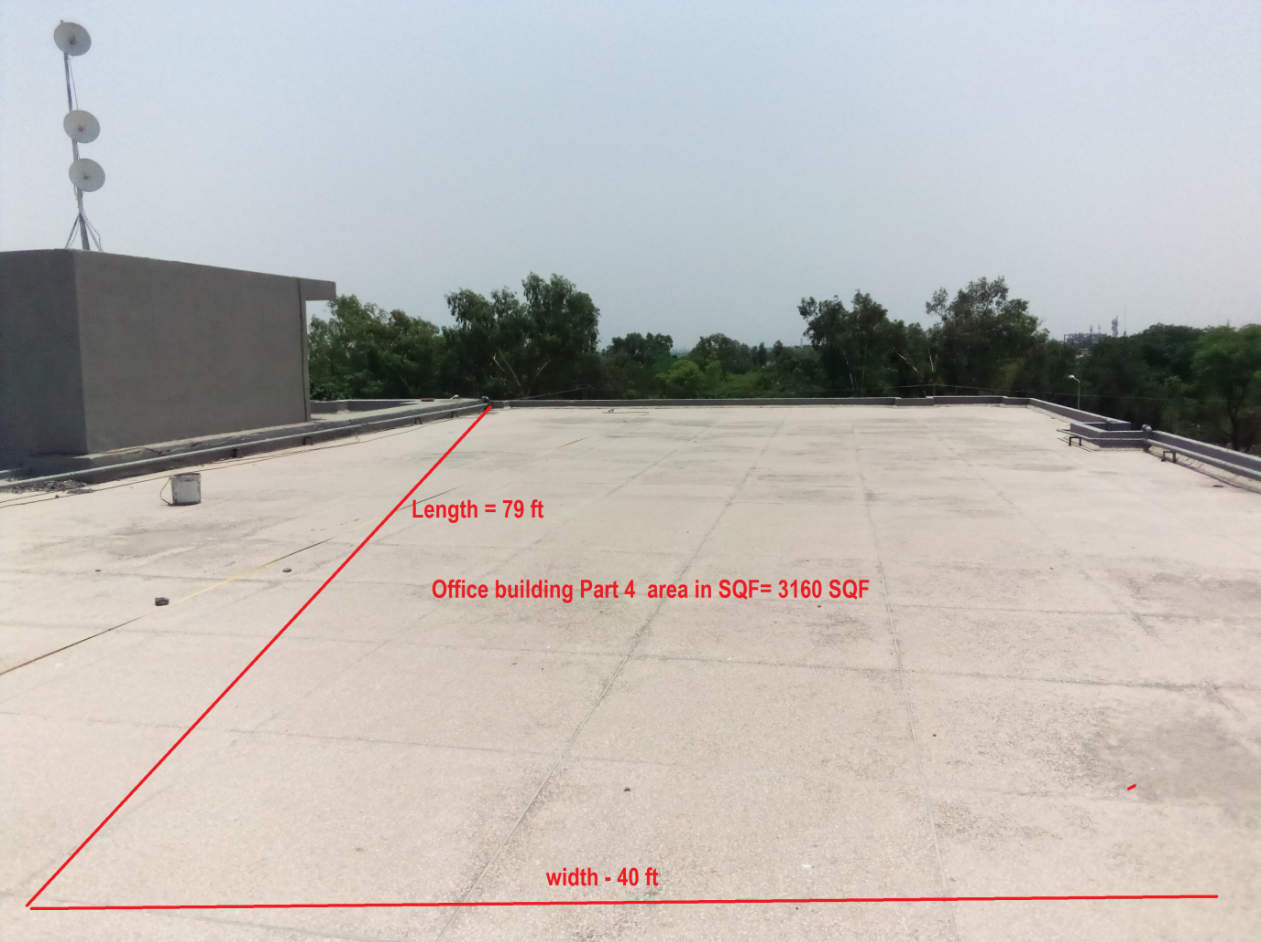 Length = 79 ft
Office building Part 4  area in SQF= 3160 SQF
width - 40 ft